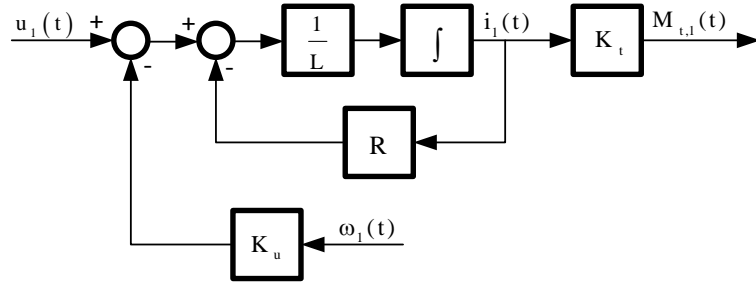 u₁(t) + - + - 1/L ∫ i₁(t) Kₜ Mₜ,₁(t)
R
Kᵤ ω₁(t)